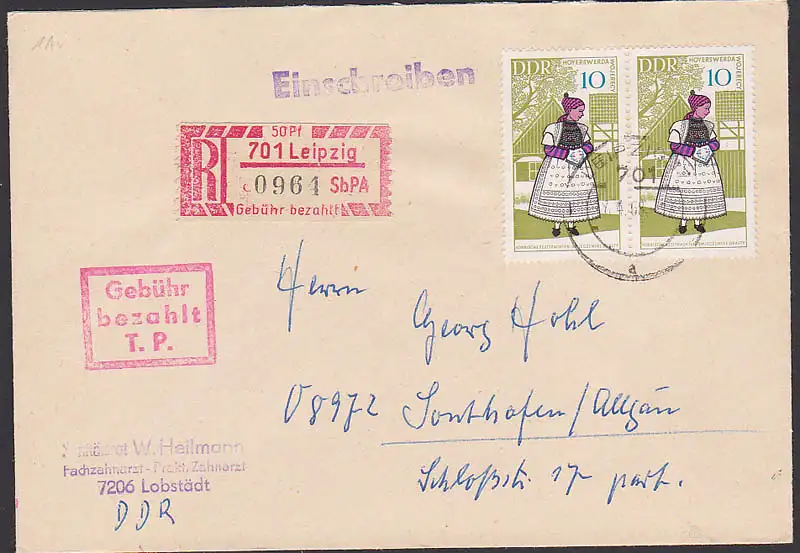 Einschreiben
50 Pf
701 Leipzig
R
c 0964 SbPA
Gebühr bezahlt
DDR HOYERSWERDA 10
DDR HOYERSWERDA 10
701
a
Gebühr
bezahlt
T. P.
Herrn
Georg Hohl
D 8972 Sonthofen/Allgäu
Schloßstr. 17 part.
W. Heilmann
Fachzahnarzt - Prakt. Zahnarzt
7206 Lobstädt
DDR